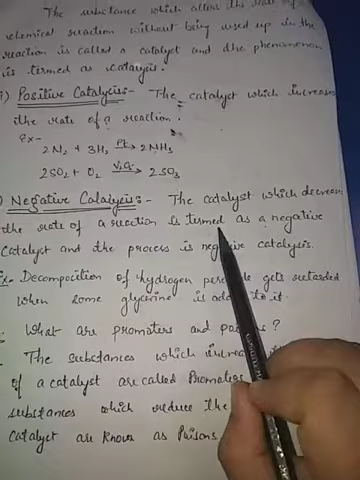 The substance which alters the rate of a
chemical reaction without being used up in the
reaction is called a catalyst and the phenomenon
is termed as catalysis.
i) Positive Catalysis:- The catalyst which increases
the rate of a reaction.
Ex-
2N₂ + 3H₂ Pt→ 2NH₃
2SO₂ + O₂ V₂O₅→ 2SO₃
) Negative Catalysis:- The catalyst which decreas
the rate of a reaction is termed as a negative
Catalyst and the process is negative catalysis.
Ex- Decomposition of hydrogen peroxide gets retarded
when some glycerine is added to it.
What are promoters and poisons?
The substances which increase
of a catalyst are called Promoters
substances which reduce the
Catalyst are known as Poisons